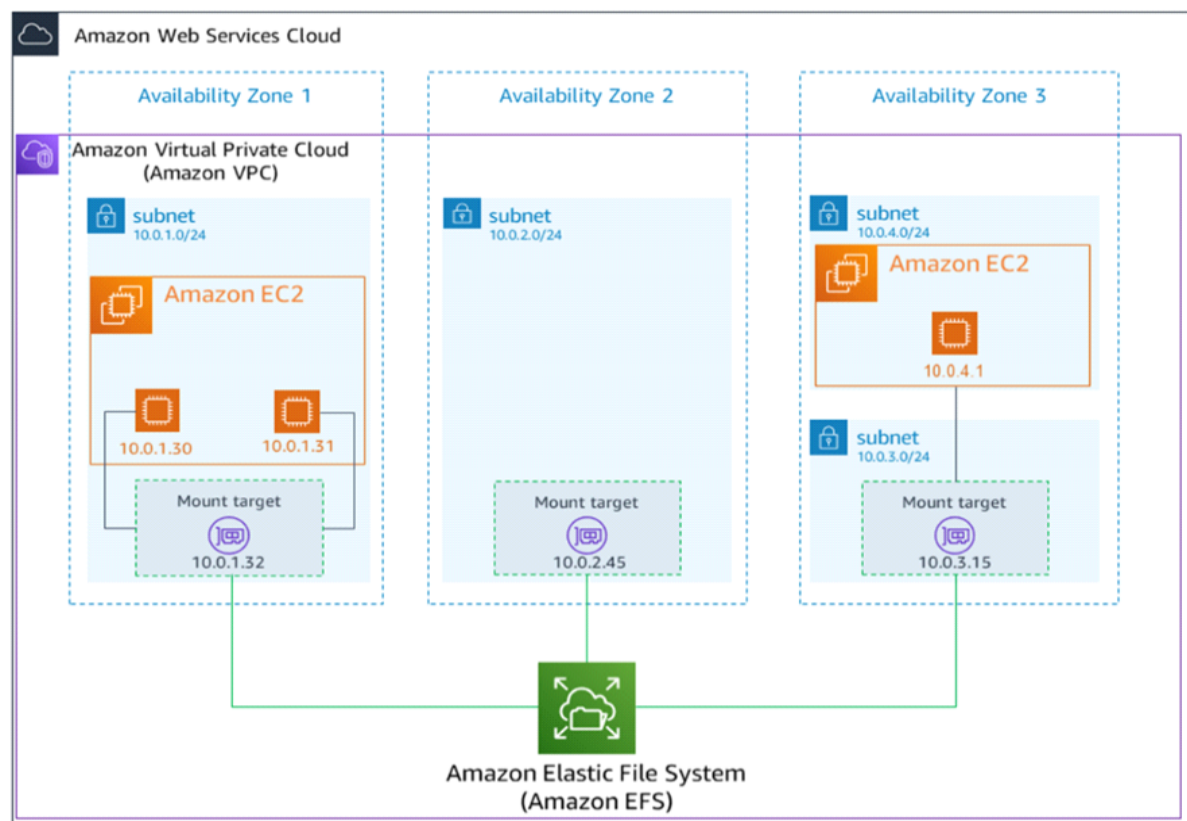 Amazon Web Services Cloud
Availability Zone 1
Availability Zone 2
Availability Zone 3
Amazon Virtual Private Cloud
(Amazon VPC)
subnet
10.0.1.0/24
Amazon EC2
10.0.1.30
10.0.1.31
Mount target
10.0.1.32
subnet
10.0.2.0/24
Mount target
10.0.2.45
subnet
10.0.4.0/24
Amazon EC2
10.0.4.1
subnet
10.0.3.0/24
Mount target
10.0.3.15
Amazon Elastic File System
(Amazon EFS)